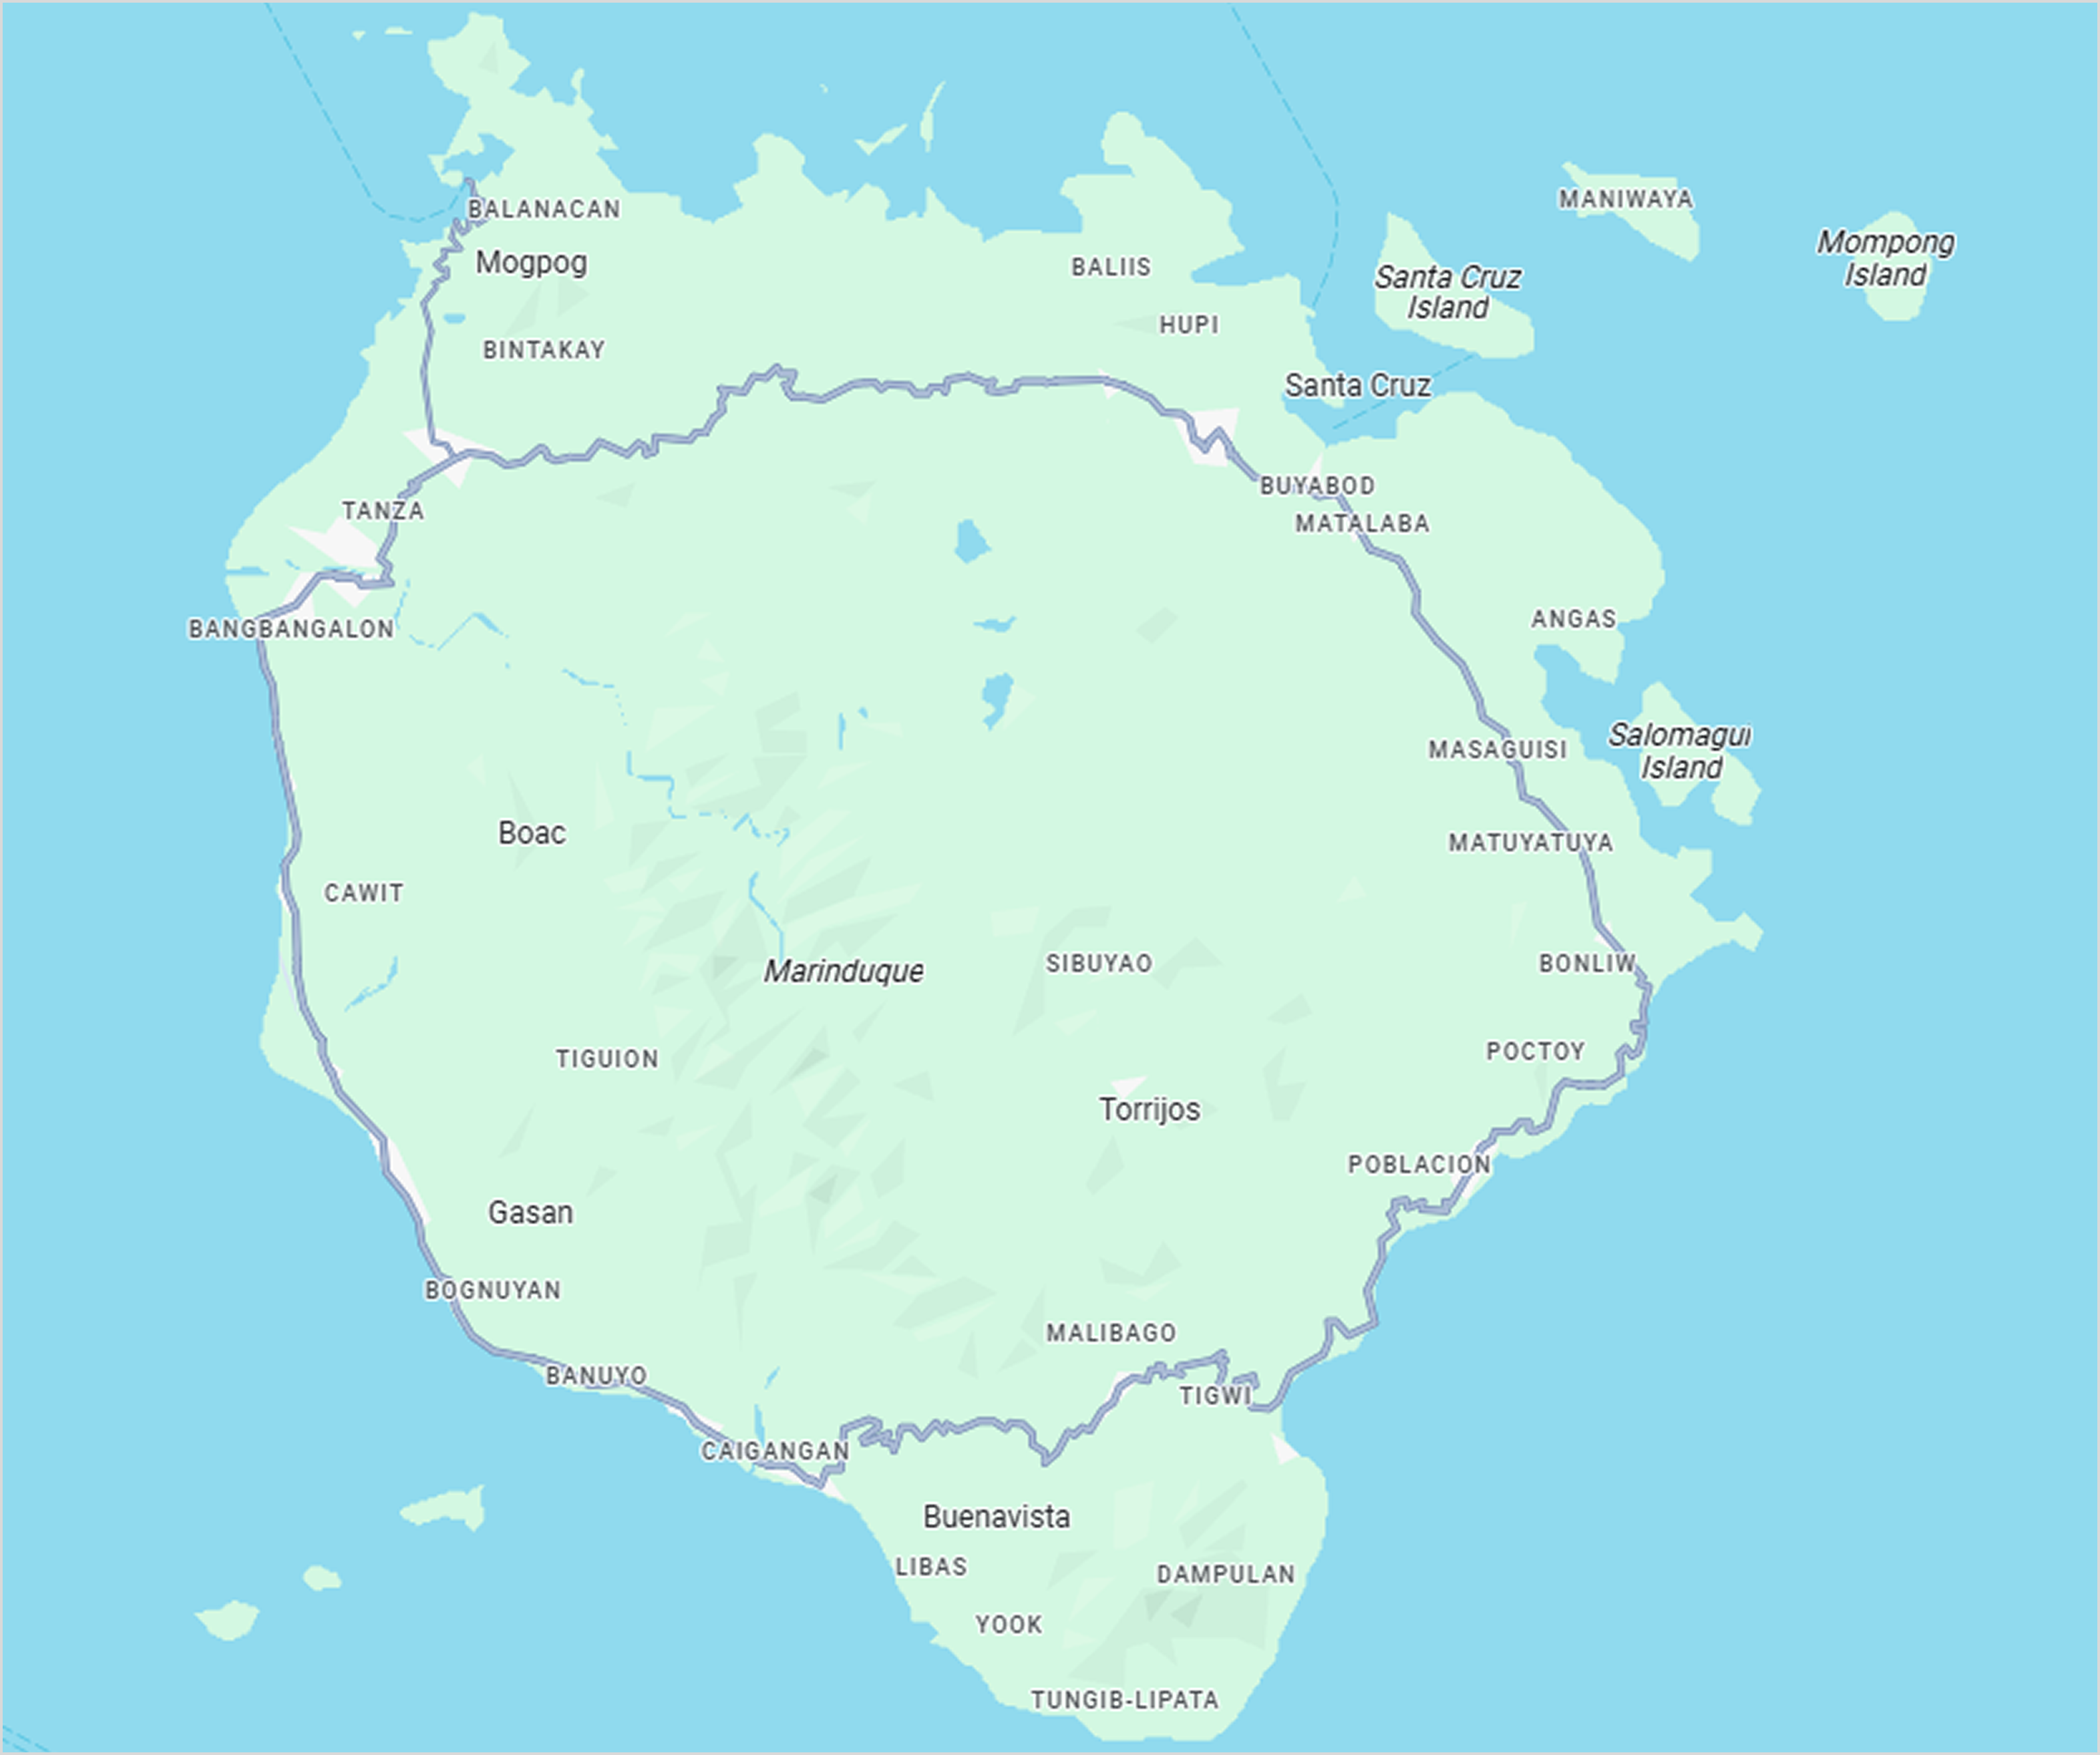 MANIWAYA
BALANACAN
Mompong
Island
Mogpog
BALIIS
Santa Cruz
Island
HUPI
BINTAKAY
Santa Cruz
BUYABOD
TANZA
MATALABA
ANGAS
BANGBANGALON
Salomagui
Island
MASAGUISI
Boac
MATUYATUYA
CAWIT
SIBUYAO
BONLIW
Marinduque
POCTOY
TIGUION
Torrijos
POBLACION
Gasan
BOGNUYAN
MALIBAGO
BANUYO
TIGWI
CAIGANGAN
Buenavista
LIBAS
DAMPULAN
YOOK
TUNGIB-LIPATA